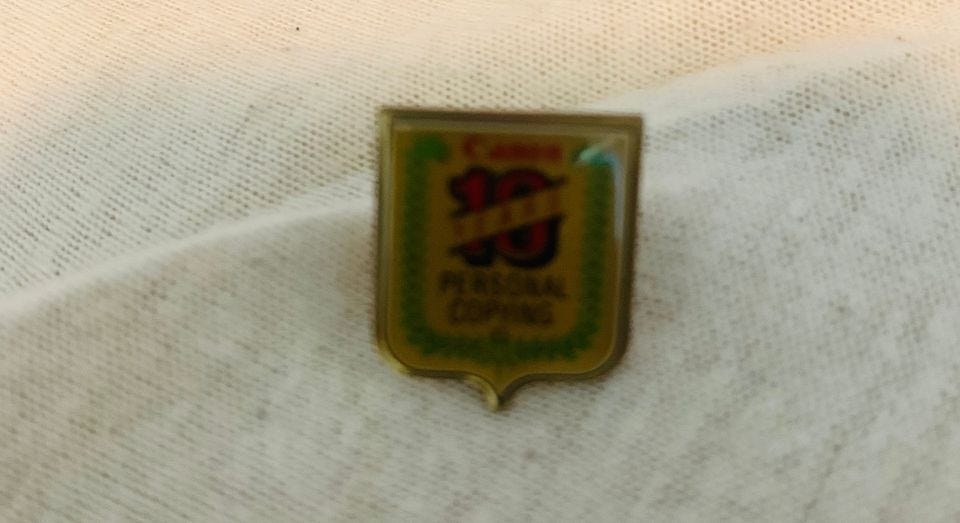 Canon
10
YEARS
PERSONAL
COPYING